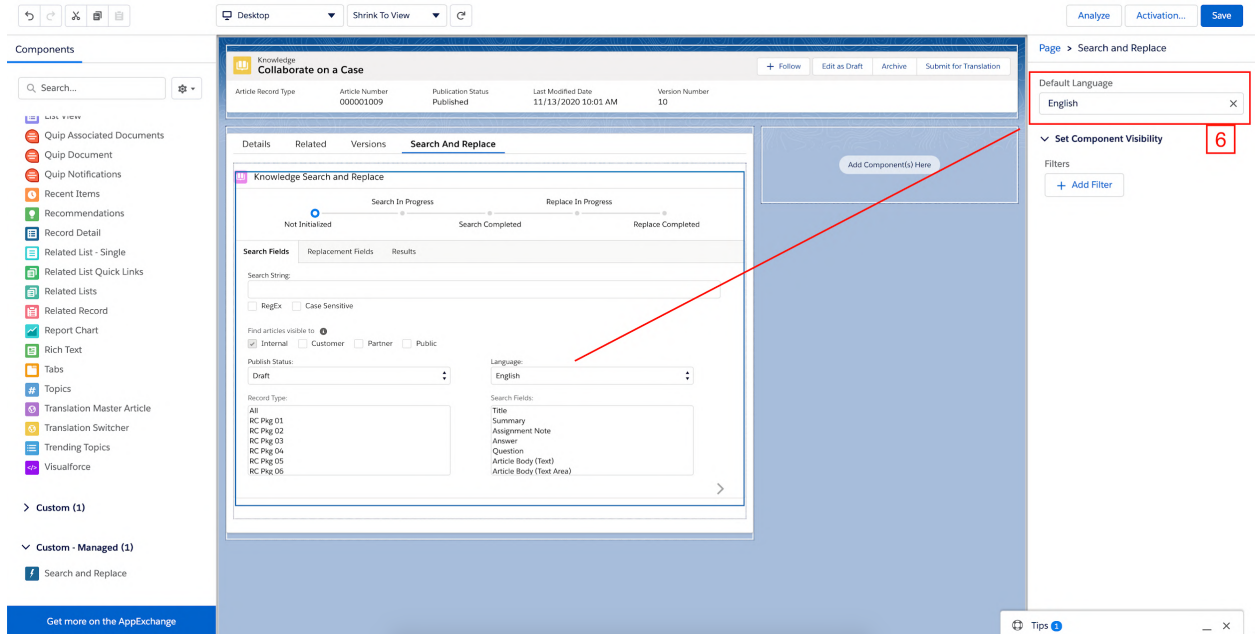 Desktop
Shrink To View
Analyze
Activation...
Save
Components
Search...
List View
Quip Associated Documents
Quip Document
Quip Notifications
Recent Items
Recommendations
Record Detail
Related List - Single
Related List Quick Links
Related Lists
Related Record
Report Chart
Rich Text
Tabs
Topics
Translation Master Article
Translation Switcher
Trending Topics
Visualforce
Custom (1)
Custom - Managed (1)
Search and Replace
Get more on the AppExchange
Knowledge
Collaborate on a Case
+ Follow
Edit as Draft
Archive
Submit for Translation
Article Record Type
Article Number
000001009
Publication Status
Published
Last Modified Date
11/13/2020 10:01 AM
Version Number
10
Details
Related
Versions
Search And Replace
Knowledge Search and Replace
Search In Progress
Replace In Progress
Not Initialized
Search Completed
Replace Completed
Search Fields
Replacement Fields
Results
Search String:
RegEx
Case Sensitive
Find articles visible to
Internal
Customer
Partner
Public
Publish Status:
Draft
Language:
English
Record Type:
All
RC Pkg 01
RC Pkg 02
RC Pkg 03
RC Pkg 04
RC Pkg 05
RC Pkg 06
Search Fields:
Title
Summary
Assignment Note
Answer
Question
Article Body (Text)
Article Body (Text Area)
Add Component(s) Here
Page > Search and Replace
Default Language
English
6
Set Component Visibility
Filters
+ Add Filter
Tips 1